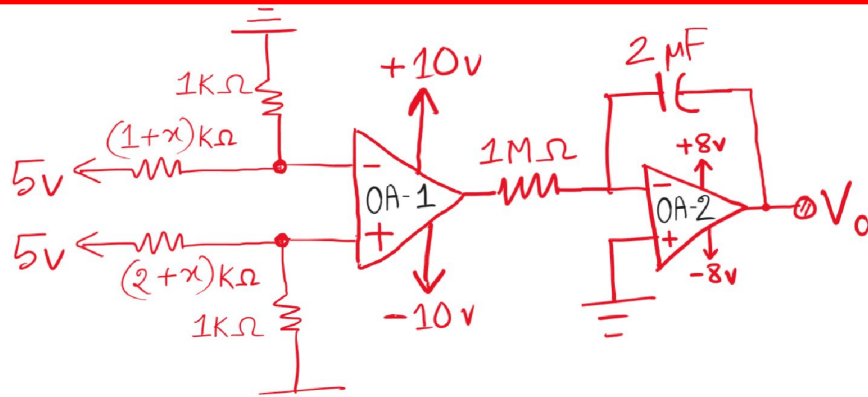 1KΩ
(1+x)KΩ
5v
5v
(2+x)KΩ
1KΩ
+10v
-
OA-1
+
-10v
1MΩ
2 μF
+8v
-
OA-2
+
-8v
Vo